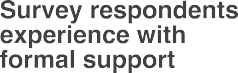 Survey respondents
experience with
formal support